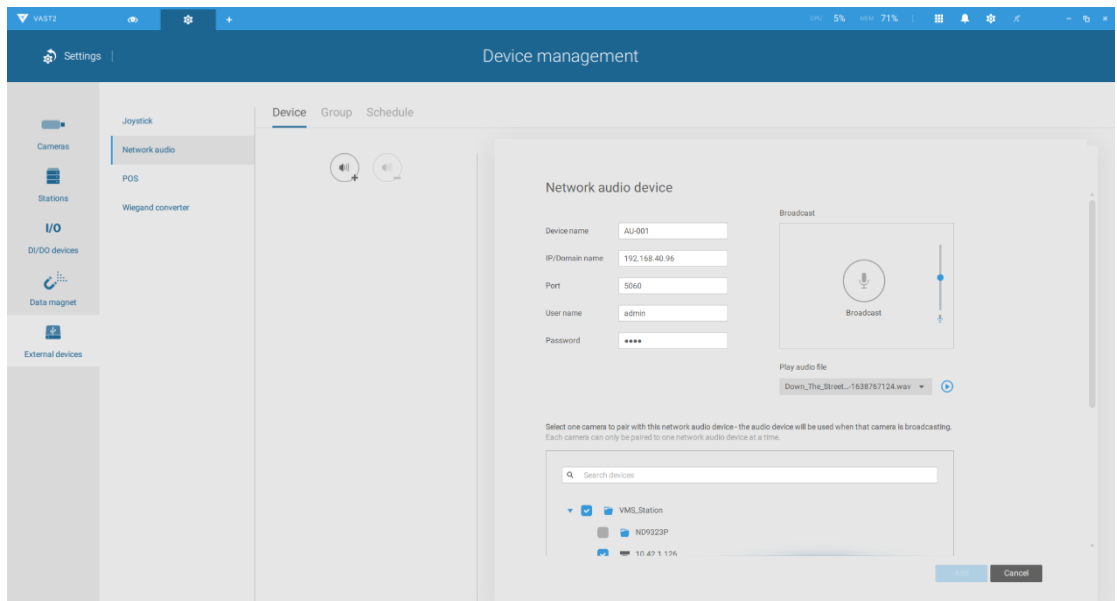 VAST2
CPU 5% MEM 71%
Settings
Device management
Cameras
Stations
I/O
DI/DO devices
Data magnet
External devices
Joystick
Network audio
POS
Wiegand converter
Device Group Schedule
Network audio device
Device name AU-001
IP/Domain name 192.168.40.96
Port 5060
User name admin
Password ••••
Broadcast
Broadcast
Play audio file
Down_The_Street...-1638767124.wav
Select one camera to pair with this network audio device - the audio device will be used when that camera is broadcasting.
Each camera can only be paired to one network audio device at a time.
Search devices
VMS_Station
ND9323P
10.42.1.126
Add Cancel